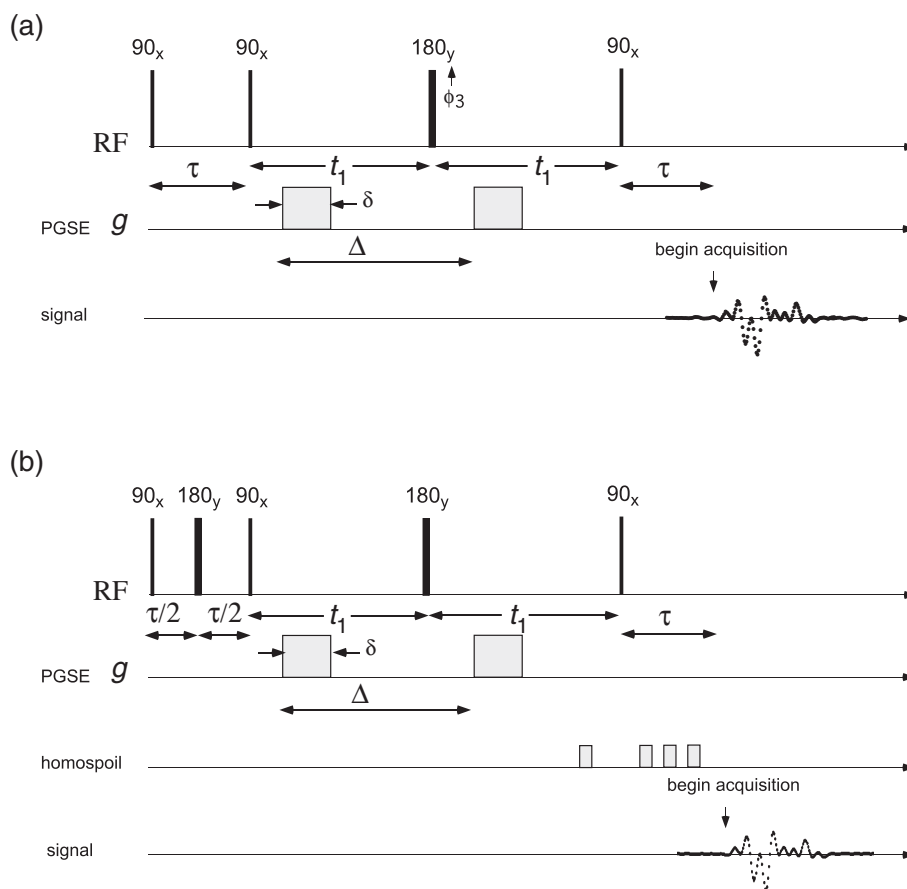 (a)
90x 90x 180y 90x
ϕ3
RF
τ t1 t1 τ
δ
PGSE g
Δ
begin acquisition
signal
(b)
90x 180y 90x 180y 90x
RF
τ/2 τ/2 t1 t1 τ
δ
PGSE g
Δ
homospoil
begin acquisition
signal